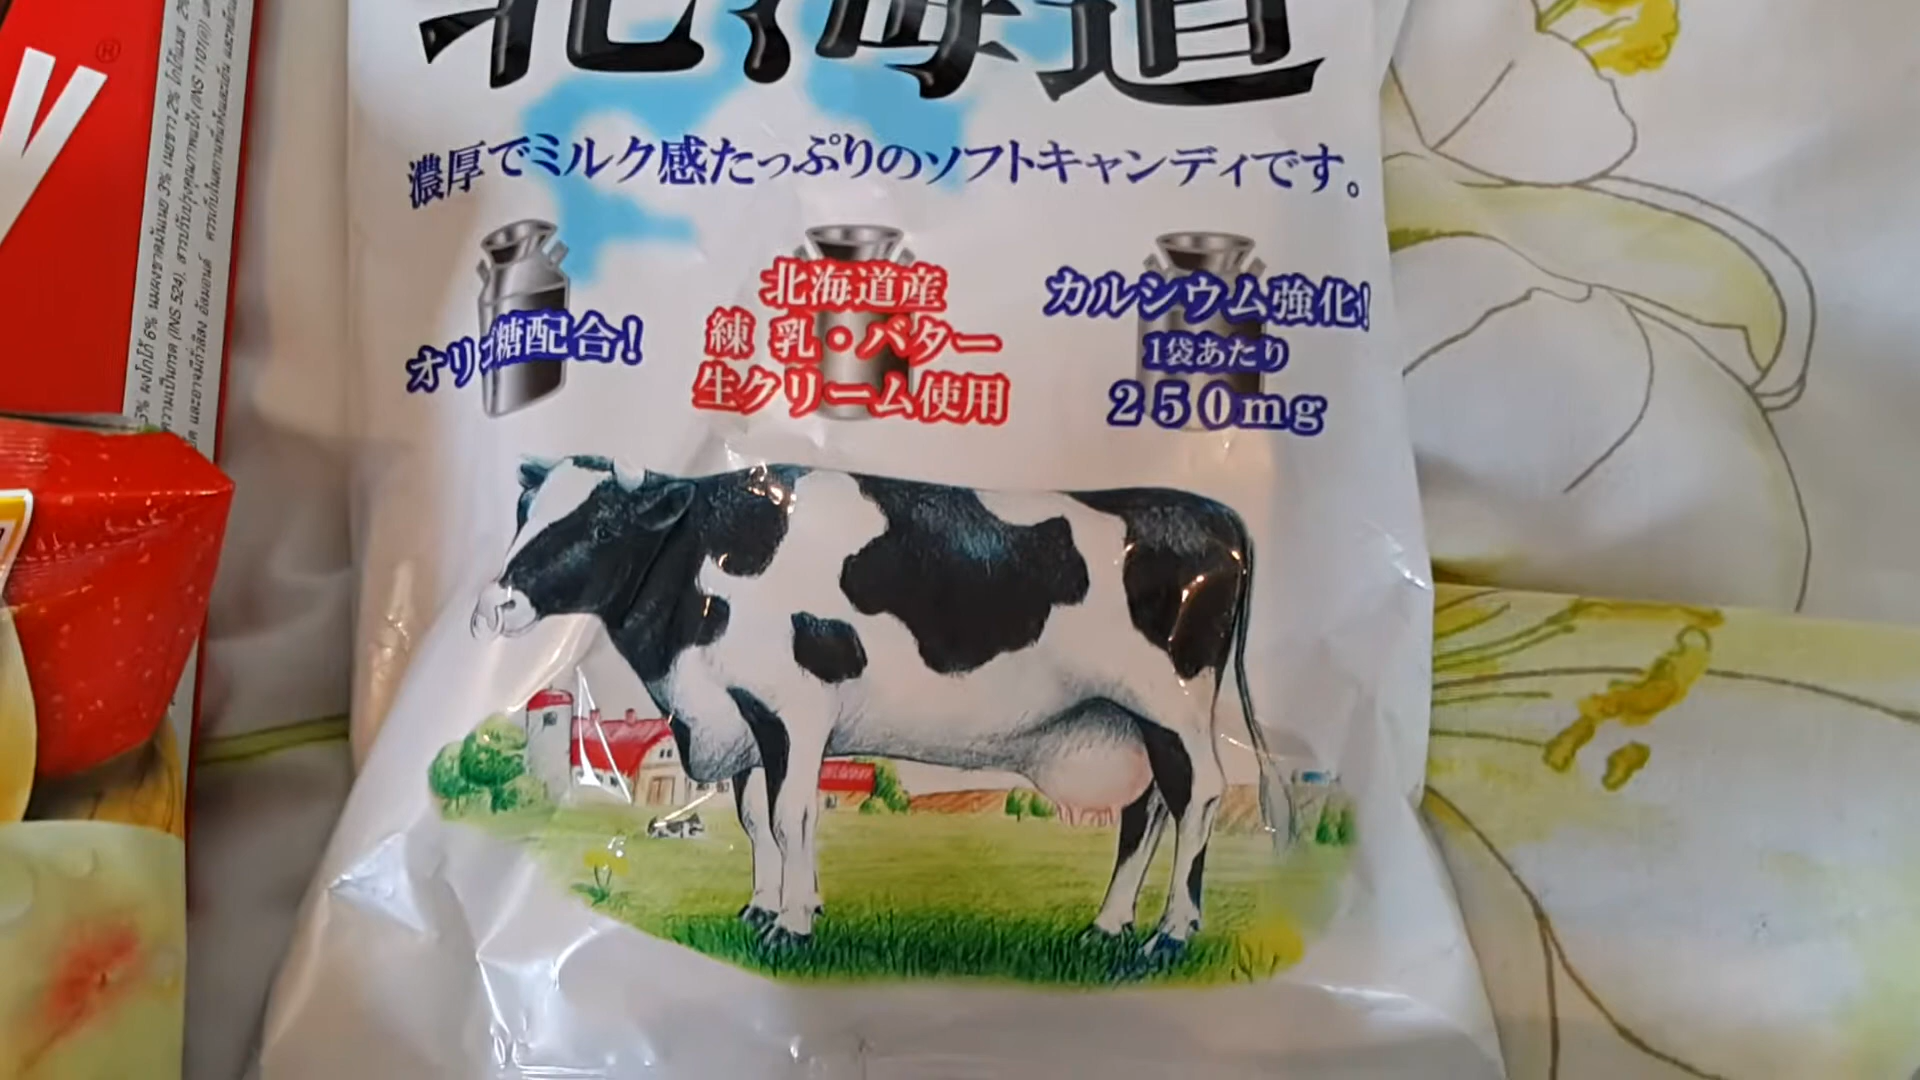 北海道
濃厚でミルク感たっぷりのソフトキャンディです。
オリゴ糖配合!
北海道産
練乳・バター
生クリーム使用
カルシウム強化!
1袋あたり
250mg
®